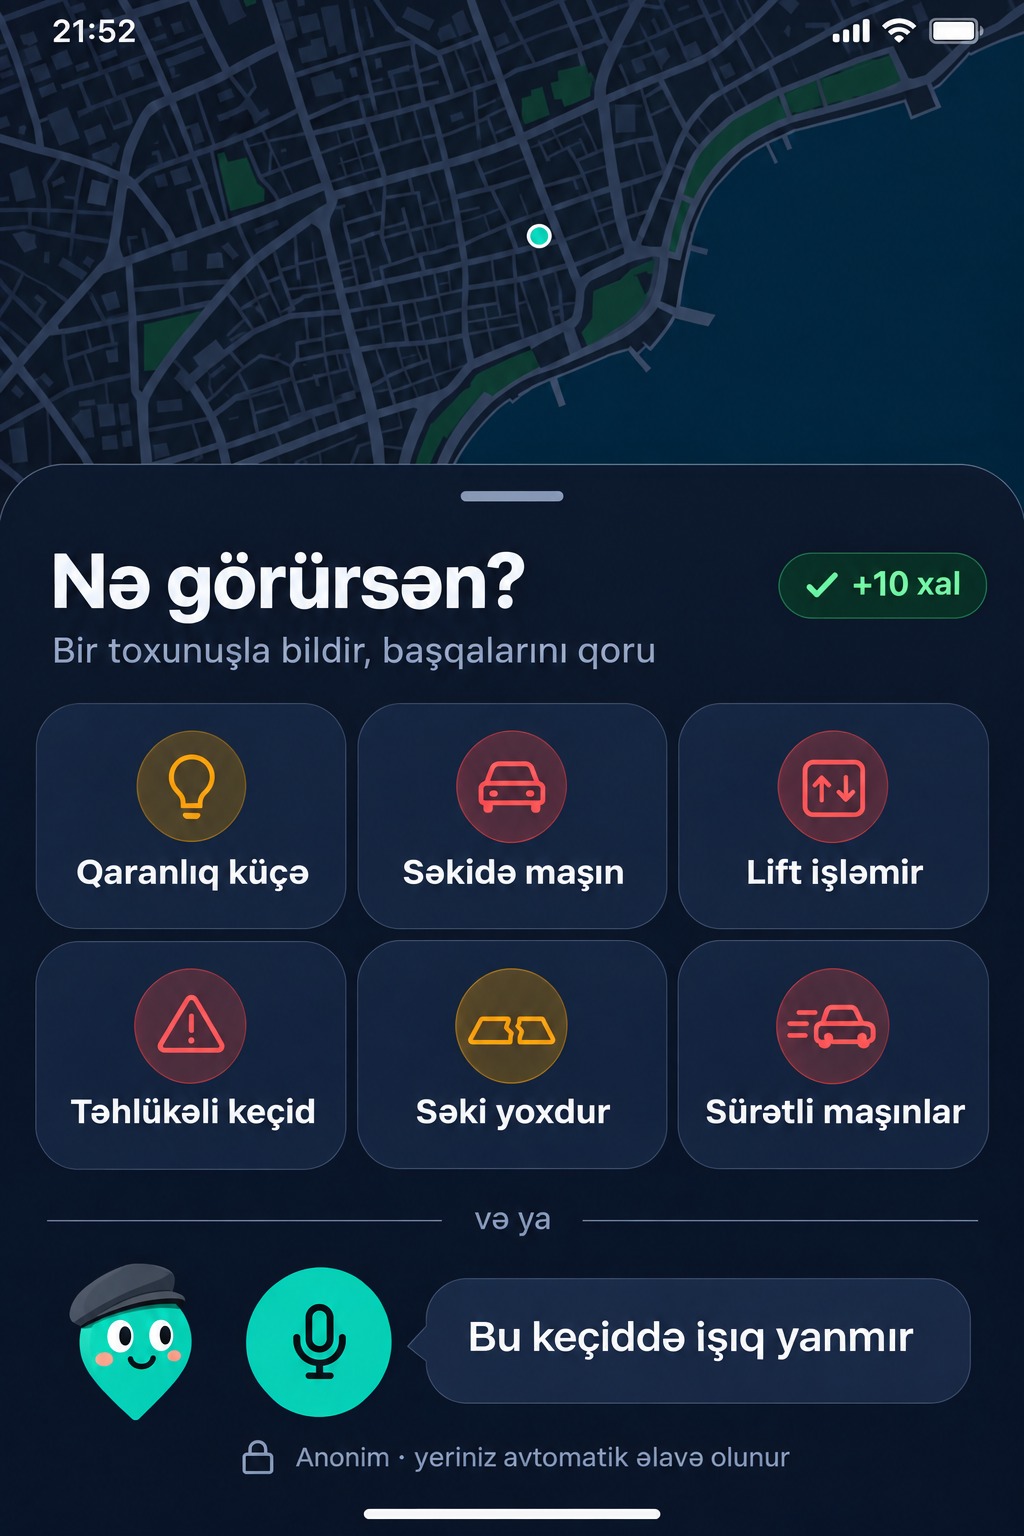 21:52
Nə görürsən?
+10 xal
Bir toxunuşla bildir, başqalarını qoru
Qaranlıq küçə
Səkidə maşın
Lift işləmir
Təhlükəli keçid
Səki yoxdur
Sürətli maşınlar
və ya
Bu keçiddə işıq yanmır
Anonim · yeriniz avtomatik əlavə olunur